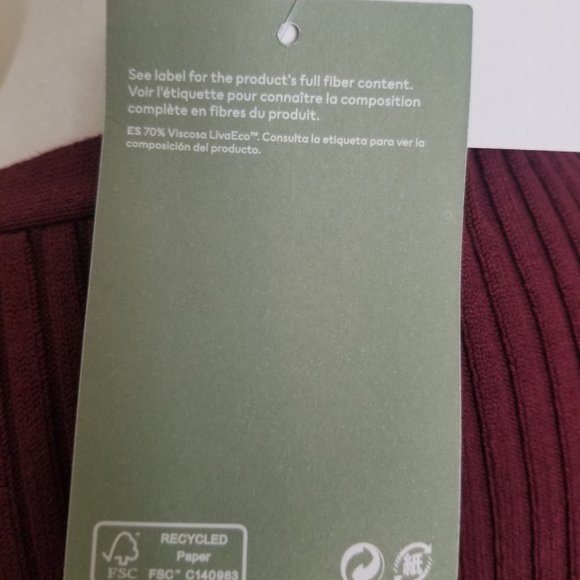 See label for the product's full fiber content.
Voir l'étiquette pour connaître la composition
complète en fibres du produit.
ES 70% Viscosa LivaEco™. Consulta la etiqueta para ver la
composición del producto.
RECYCLED
Paper
FSC FSC™ C140963
紙